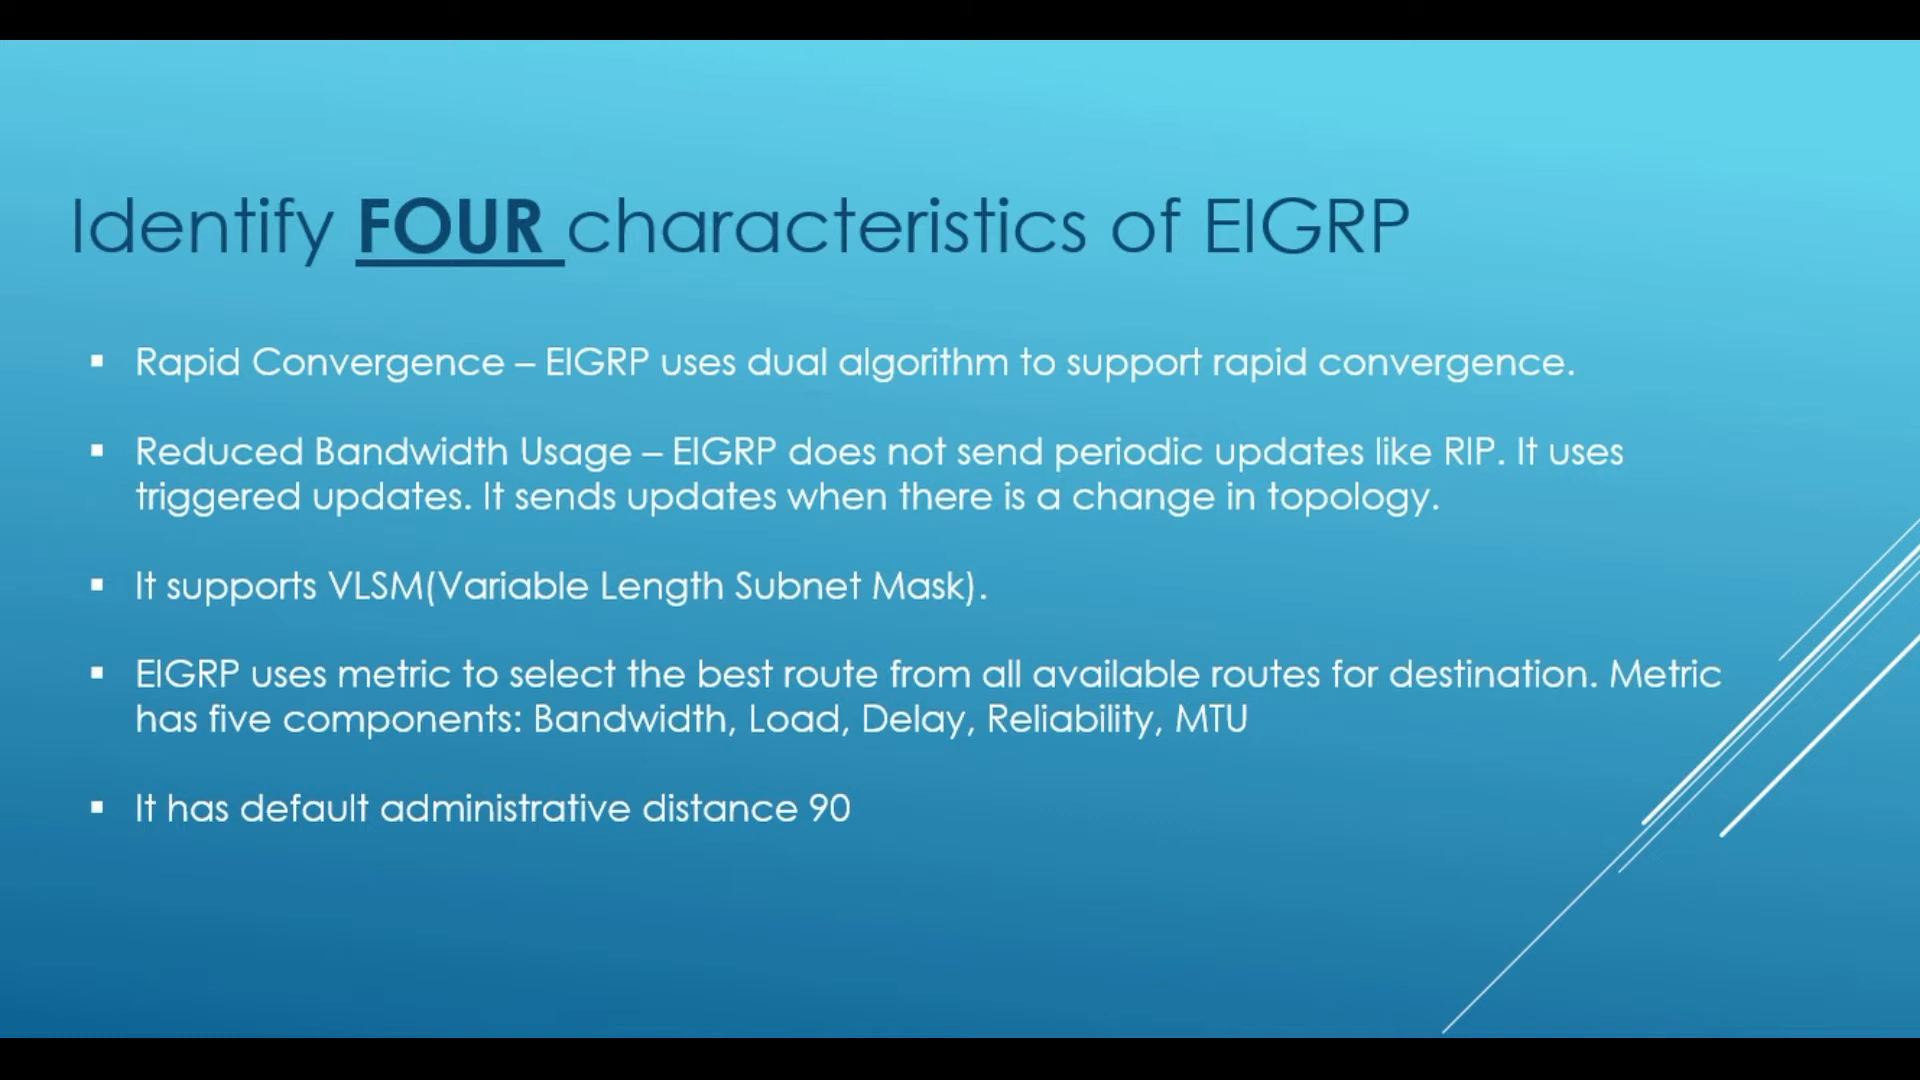 Identify FOUR characteristics of EIGRP
▪ Rapid Convergence – EIGRP uses dual algorithm to support rapid convergence.
▪ Reduced Bandwidth Usage – EIGRP does not send periodic updates like RIP. It uses
triggered updates. It sends updates when there is a change in topology.
▪ It supports VLSM(Variable Length Subnet Mask).
▪ EIGRP uses metric to select the best route from all available routes for destination. Metric
has five components: Bandwidth, Load, Delay, Reliability, MTU
▪ It has default administrative distance 90